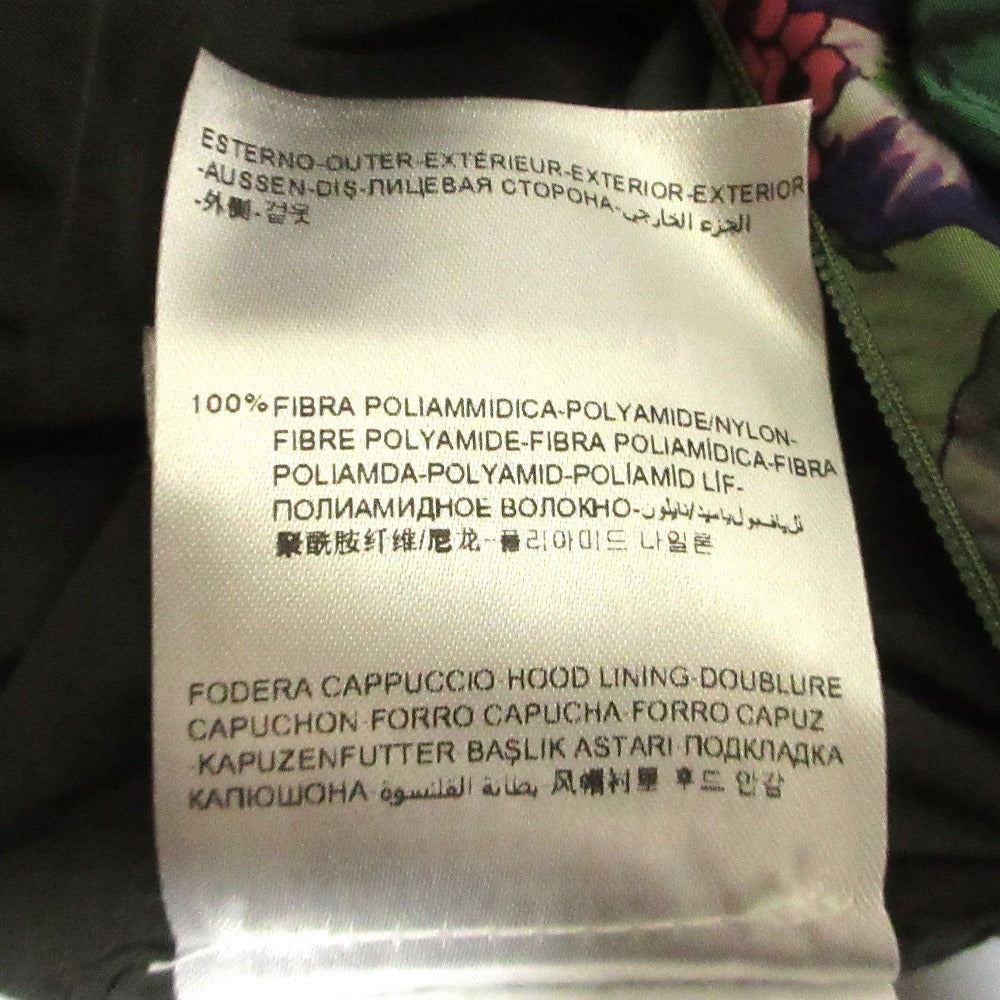 ESTERNO-OUTER-EXTÉRIEUR-EXTERIOR-EXTERIOR
-AUSSEN-DIŞ-ЛИЦЕВАЯ СТОРОНА-الجزء الخارجي
-外侧-겉옷
100% FIBRA POLIAMMIDICA-POLYAMIDE/NYLON-
FIBRE POLYAMIDE-FIBRA POLIAMÍDICA-FIBRA
POLIAMDA-POLYAMID-POLİAMİD LİF-
ПОЛИАМИДНОЕ ВОЛОКНО-
聚酰胺纤维/尼龙-폴리아미드 나일론
FODERA CAPPUCCIO-HOOD LINING-DOUBLURE
CAPUCHON-FORRO CAPUCHA-FORRO CAPUZ
-KAPUZENFUTTER BAŞLIK ASTARI-ПОДКЛАДКА
КАПЮШОНА بطانة القلنسوة 风帽衬里 후드 안감